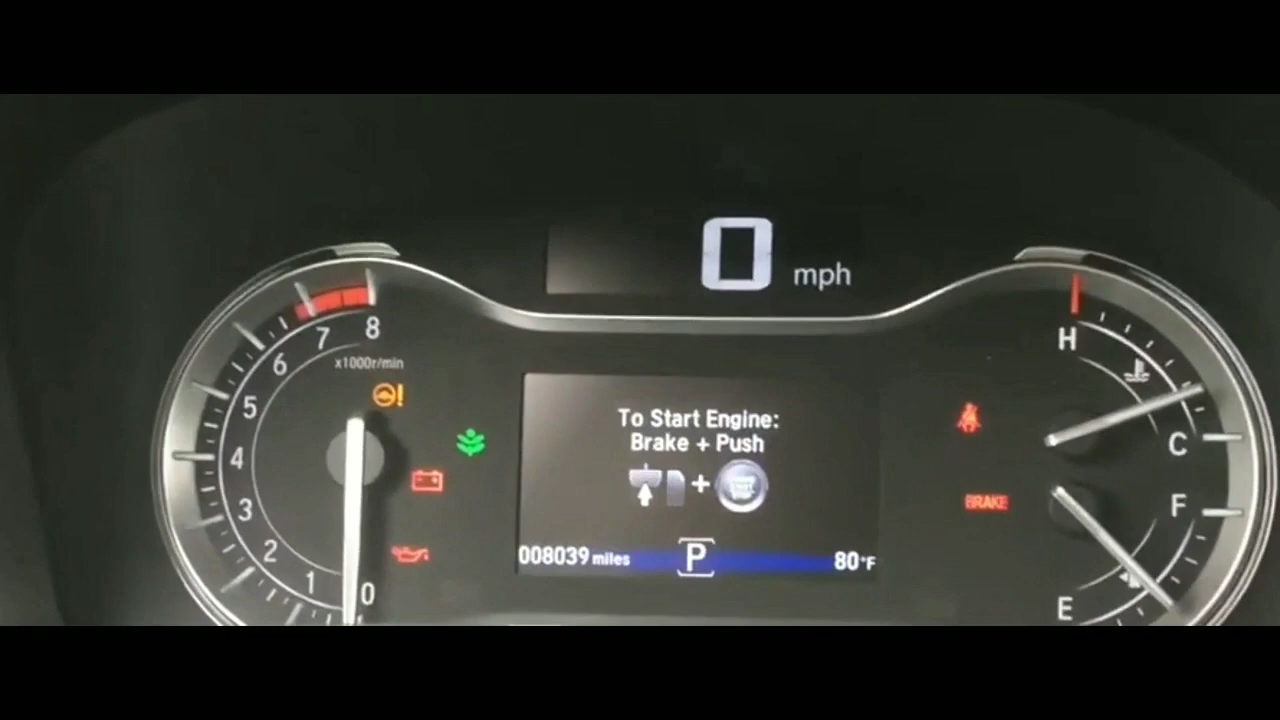 0 mph
8
7
6
x1000r/min
5
4
3
2
1
0
To Start Engine:
Brake + Push
+
008039 miles
P
80°F
BRAKE
H
C
F
E